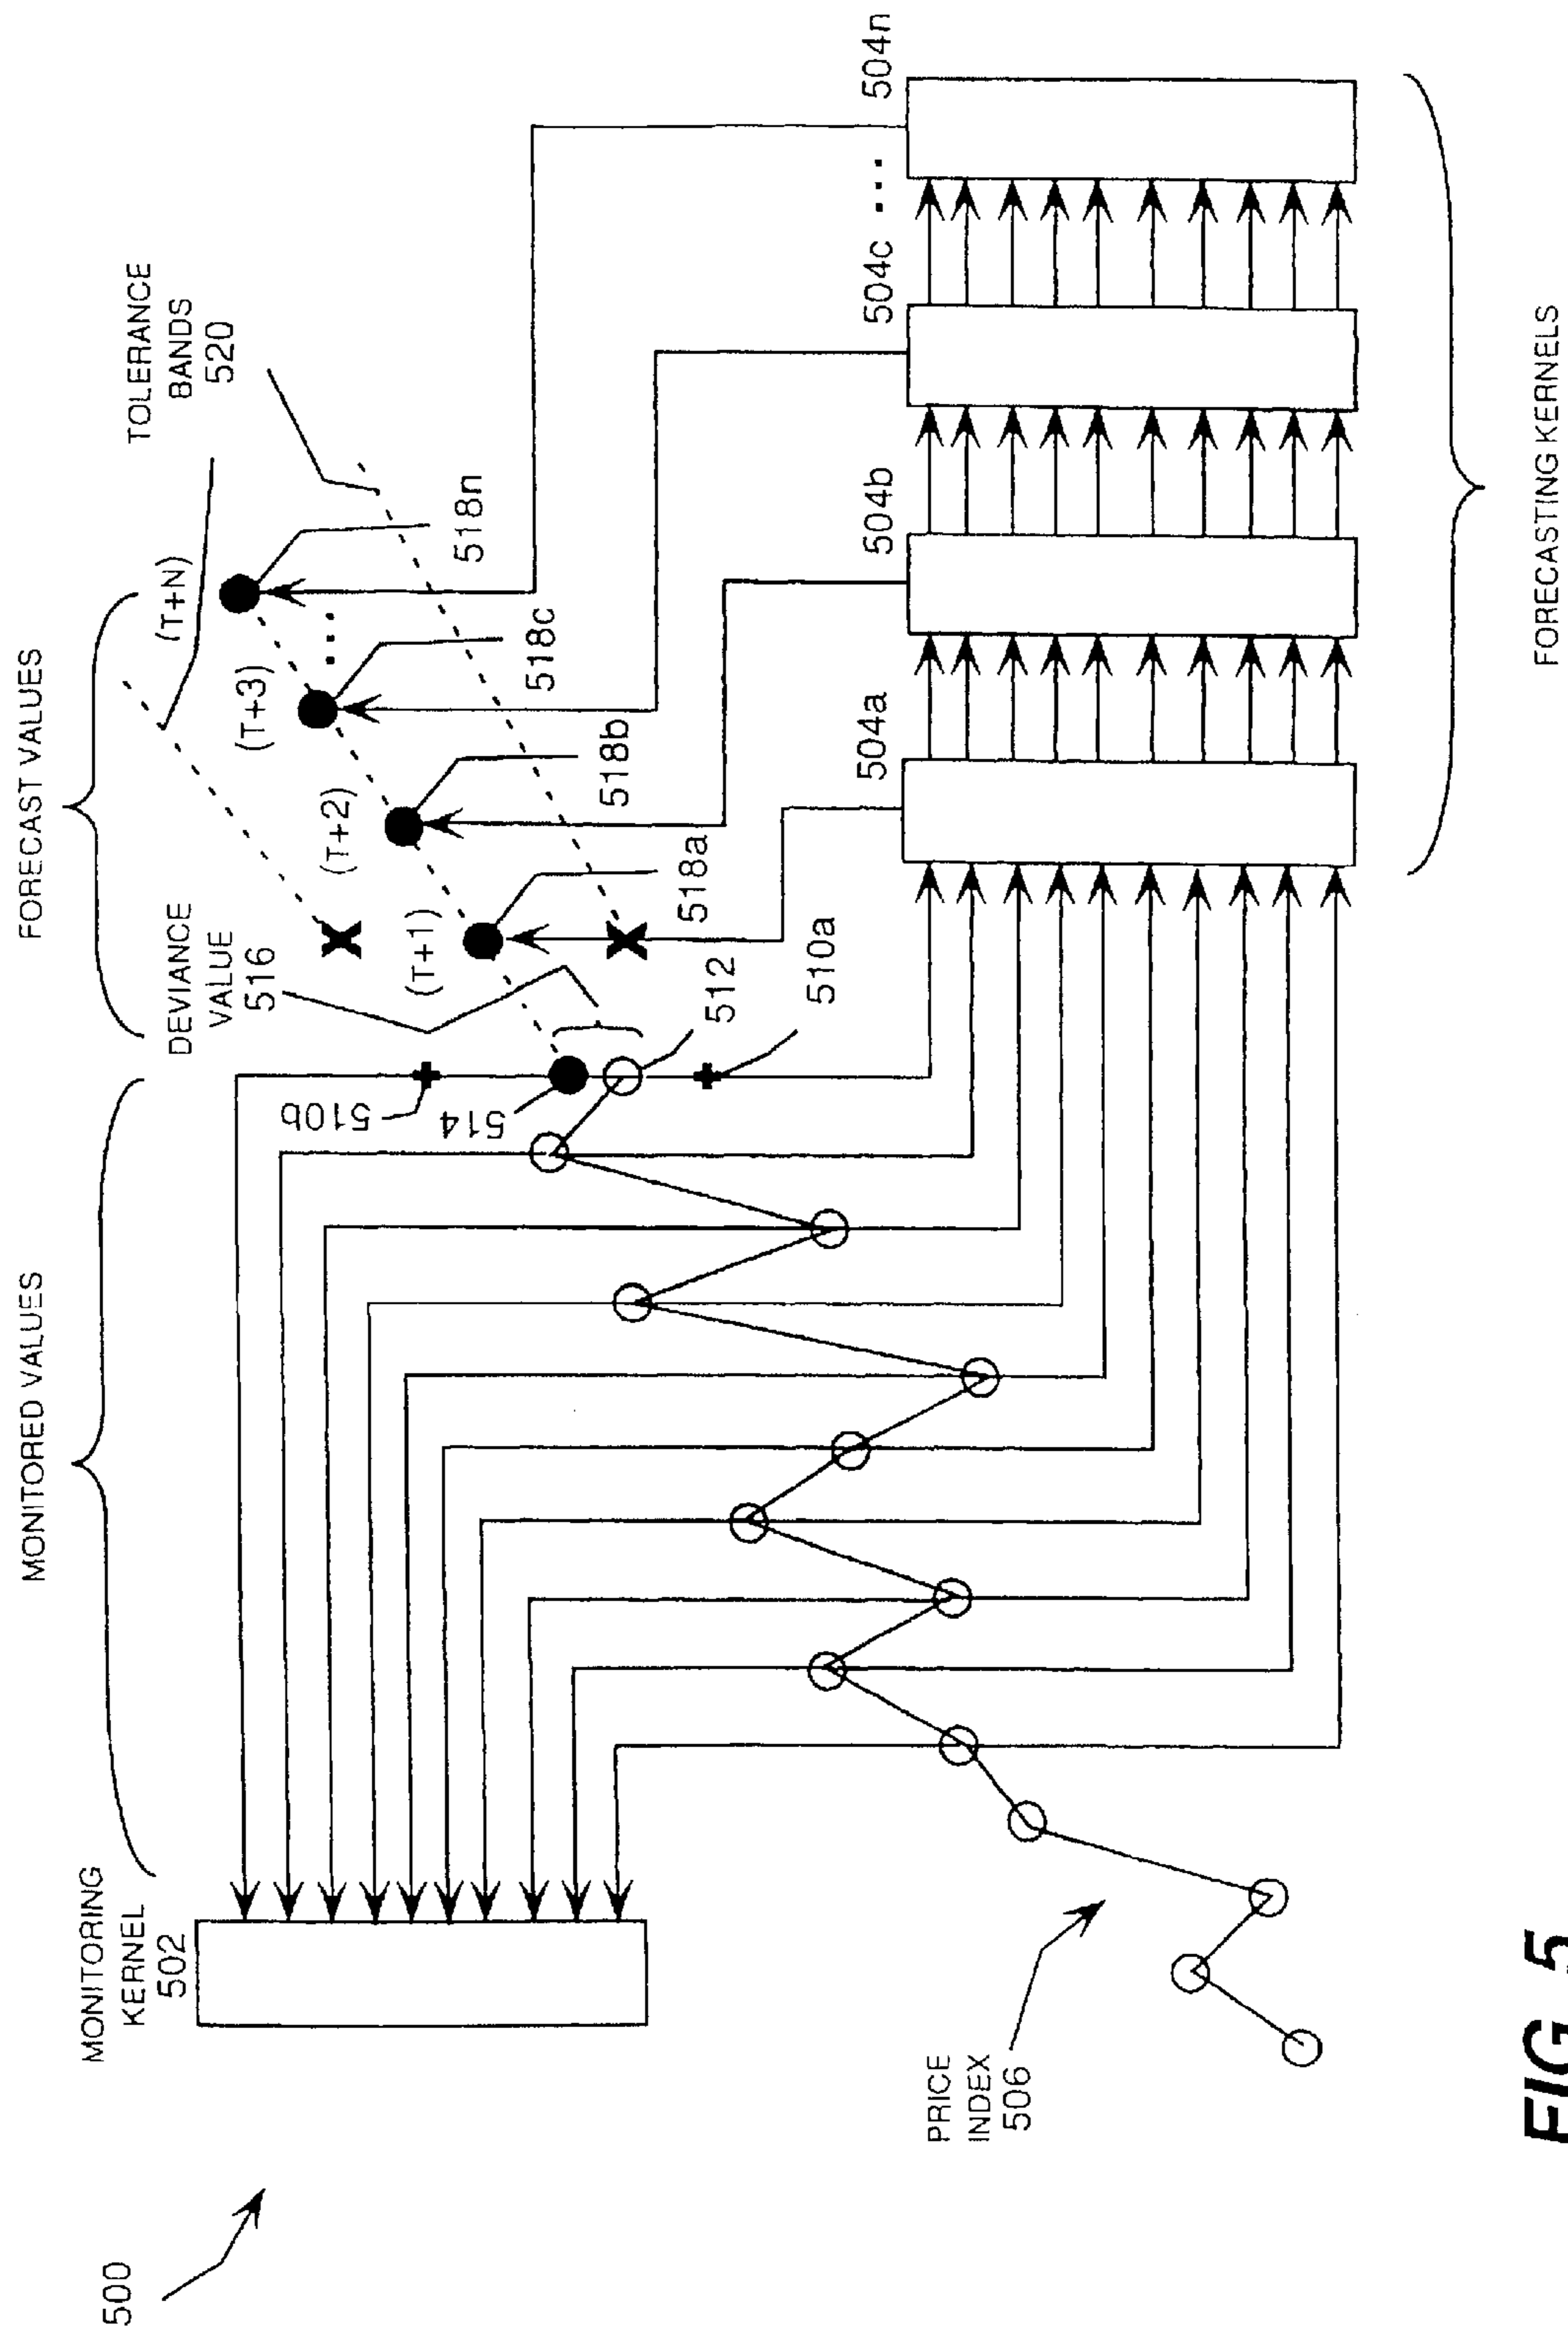 500
MONITORING
KERNEL
502
MONITORED VALUES
FORECAST VALUES
DEVIANCE
VALUE
516
TOLERANCE
BANDS
520
510b
514
512
510a
(T+1)
(T+2)
(T+3)
(T+N)
...
518a
518b
518c
518n
504a
504b
504c
...
504n
PRICE
INDEX
506
FORECASTING KERNELS
FIG 5